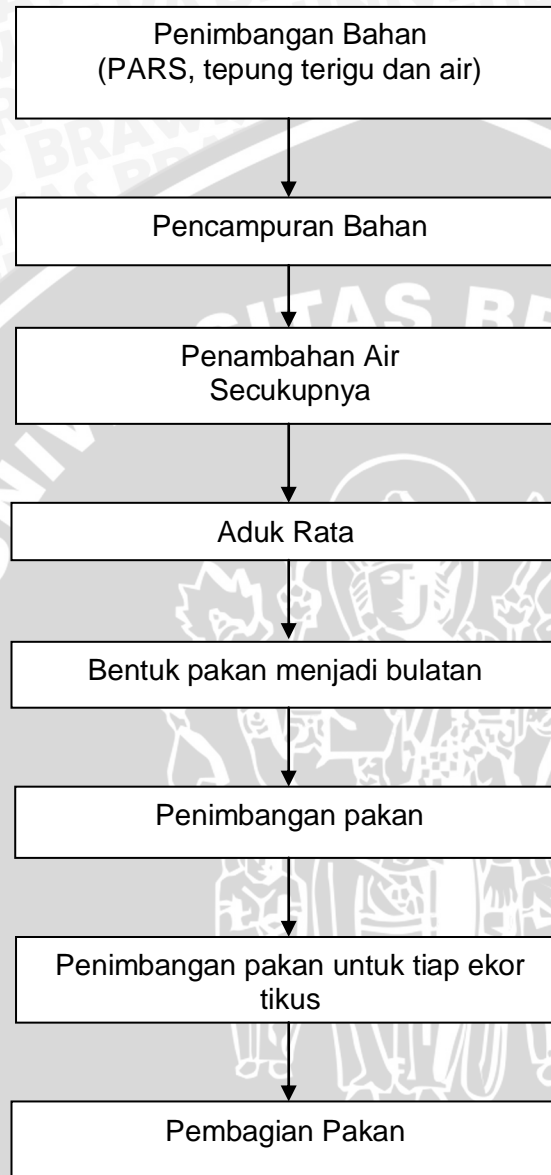 Penimbangan Bahan
(PARS, tepung terigu dan air)
Pencampuran Bahan
Penambahan Air
Secukupnya
Aduk Rata
Bentuk pakan menjadi bulatan
Penimbangan pakan
Penimbangan pakan untuk tiap ekor
tikus
Pembagian Pakan